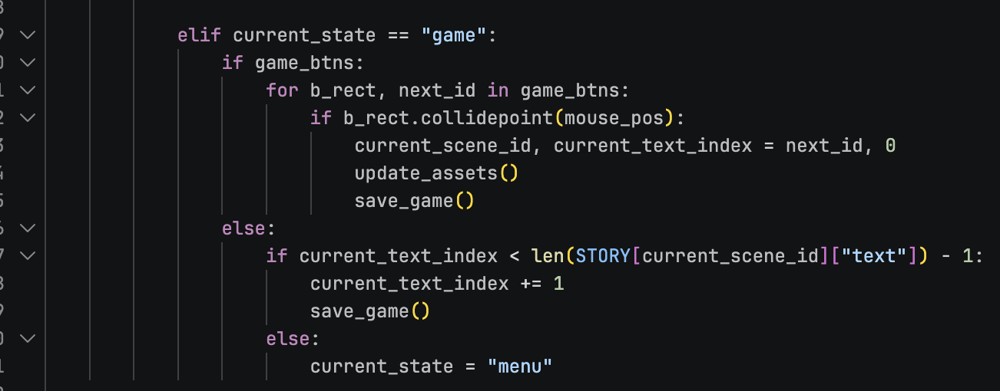 elif current_state == "game":
if game_btns:
for b_rect, next_id in game_btns:
if b_rect.collidepoint(mouse_pos):
current_scene_id, current_text_index = next_id, 0
update_assets()
save_game()
else:
if current_text_index < len(STORY[current_scene_id]["text"]) - 1:
current_text_index += 1
save_game()
else:
current_state = "menu"